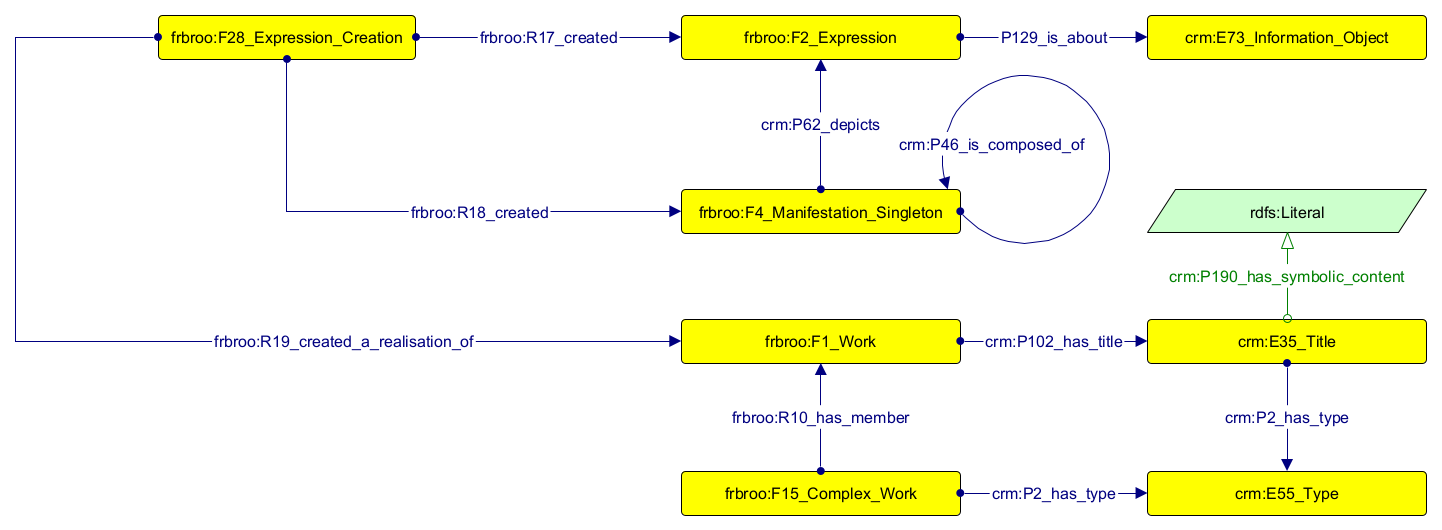 frbroo:F28_Expression_Creation
frbroo:R17_created
frbroo:F2_Expression
P129_is_about
crm:E73_Information_Object
crm:P62_depicts
crm:P46_is_composed_of
frbroo:R18_created
frbroo:F4_Manifestation_Singleton
rdfs:Literal
crm:P190_has_symbolic_content
frbroo:R19_created_a_realisation_of
frbroo:F1_Work
crm:P102_has_title
crm:E35_Title
frbroo:R10_has_member
crm:P2_has_type
frbroo:F15_Complex_Work
crm:P2_has_type
crm:E55_Type